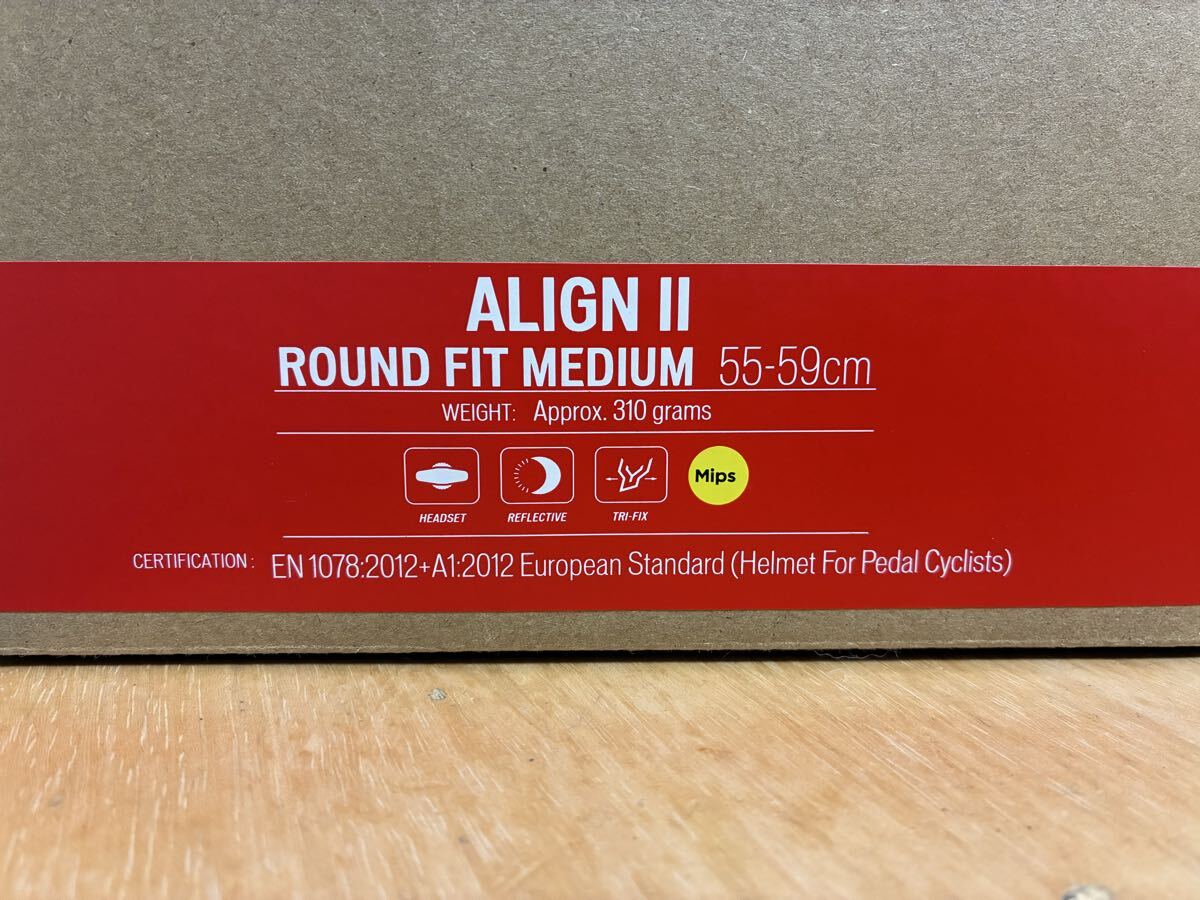 ALIGN II
ROUND FIT MEDIUM 55-59cm
WEIGHT: Approx. 310 grams
HEADSET REFLECTIVE TRI-FIX Mips
CERTIFICATION: EN 1078:2012+A1:2012 European Standard (Helmet For Pedal Cyclists)